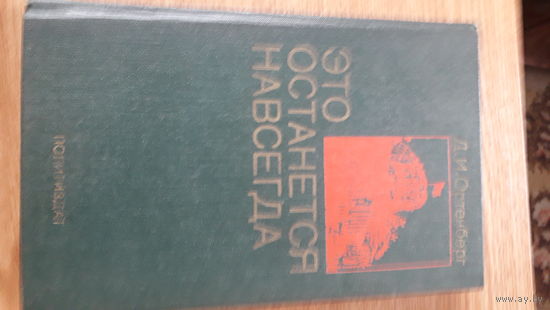 Д. И. Ортенберг
ЭТО
ОСТАНЕТСЯ
НАВСЕГДА
ПОЛИТИЗДАТ
www.ay.by